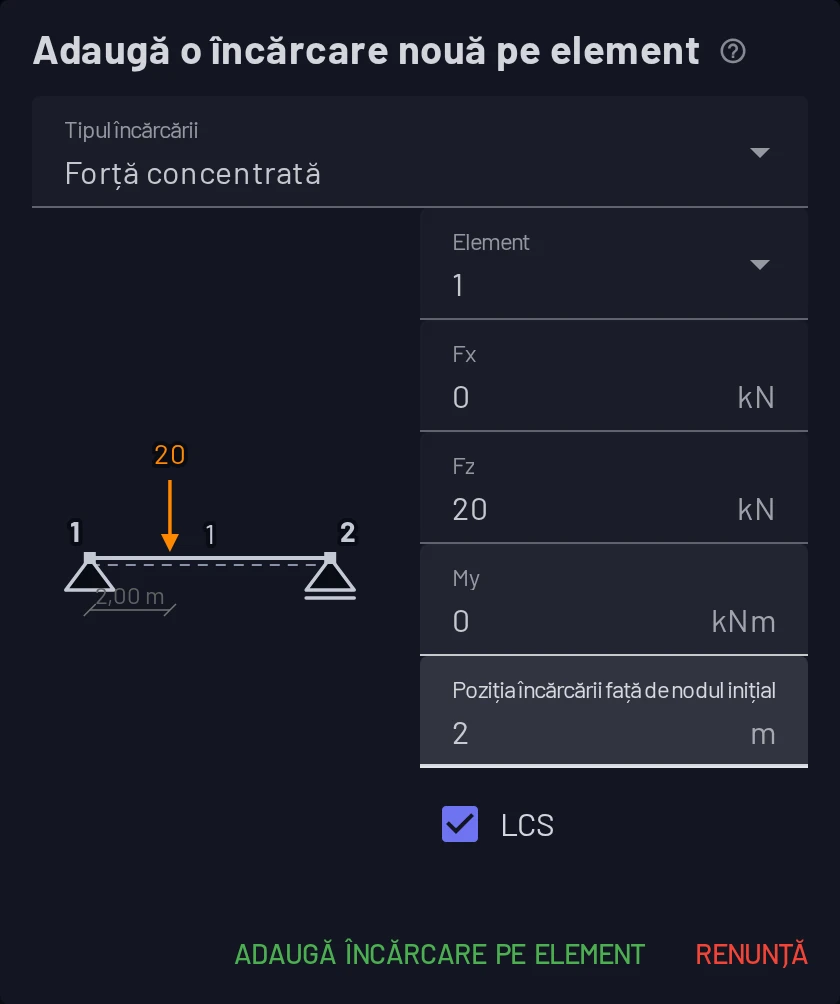 Adaugă o încărcare nouă pe element ?
Tipul încărcării
Forță concentrată
Element
1
Fx
0 kN
Fz
20 kN
My
0 kNm
Poziția încărcării față de nodul inițial
2 m
LCS
20
1 1 2
2,00 m
ADAUGĂ ÎNCĂRCARE PE ELEMENT RENUNȚĂ